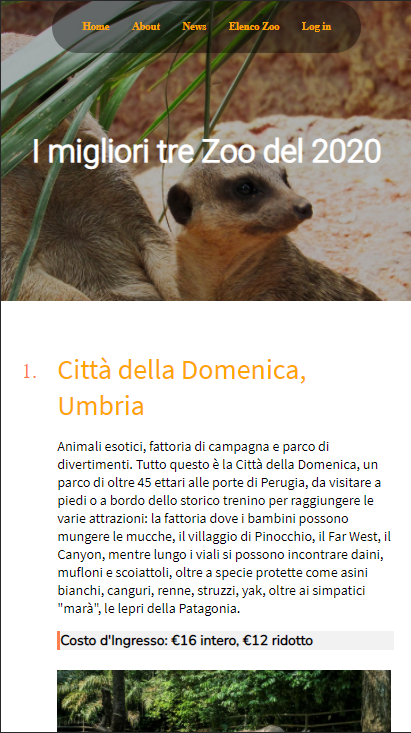 Home About News Elenco Zoo Log in
I migliori tre Zoo del 2020
1. Città della Domenica,
Umbria
Animali esotici, fattoria di campagna e parco di
divertimenti. Tutto questo è la Città della Domenica, un
parco di oltre 45 ettari alle porte di Perugia, da visitare a
piedi o a bordo dello storico trenino per raggiungere le
varie attrazioni: la fattoria dove i bambini possono
mungere le mucche, il villaggio di Pinocchio, il Far West, il
Canyon, mentre lungo i viali si possono incontrare daini,
mufloni e scoiattoli, oltre a specie protette come asini
bianchi, canguri, renne, struzzi, yak, oltre ai simpatici
"marà", le lepri della Patagonia.
Costo d'Ingresso: €16 intero, €12 ridotto